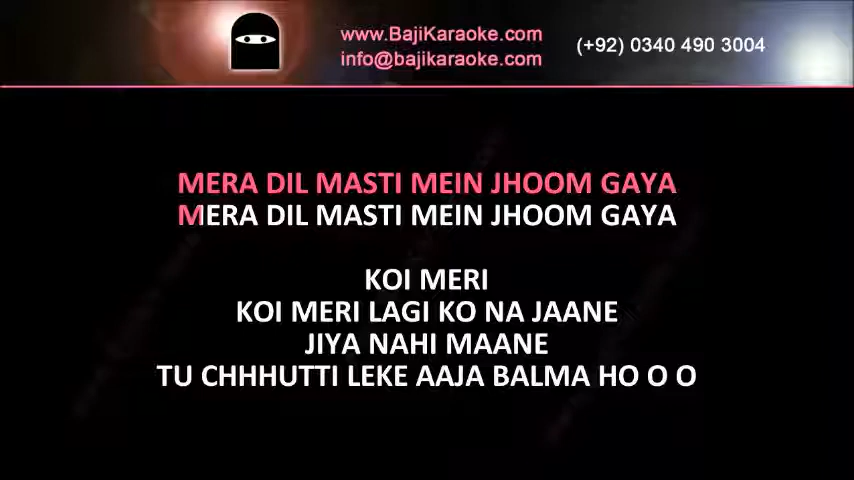 www.BajiKaraoke.com
info@bajikaraoke.com
(+92) 0340 490 3004
MERA DIL MASTI MEIN JHOOM GAYA
MERA DIL MASTI MEIN JHOOM GAYA
KOI MERI
KOI MERI LAGI KO NA JAANE
JIYA NAHI MAANE
TU CHHHUTTI LEKE AAJA BALMA HO O O